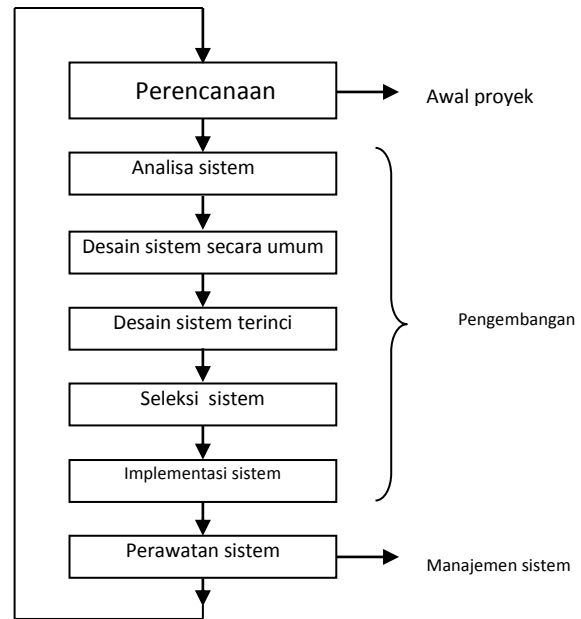 Perencanaan
Awal proyek
Analisa sistem
Desain sistem secara umum
Desain sistem terinci
Pengembangan
Seleksi sistem
Implementasi sistem
Perawatan sistem
Manajemen sistem